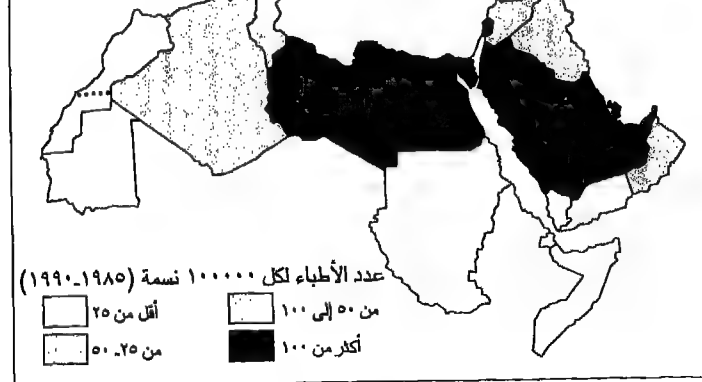 عدد الأطباء لكل ١٠٠٠٠٠ نسمة (١٩٨٥-١٩٩٠)
من ٥٠ إلى ١٠٠ أقل من ٢٥
أكثر من ١٠٠ من ٢٥- ٥٠